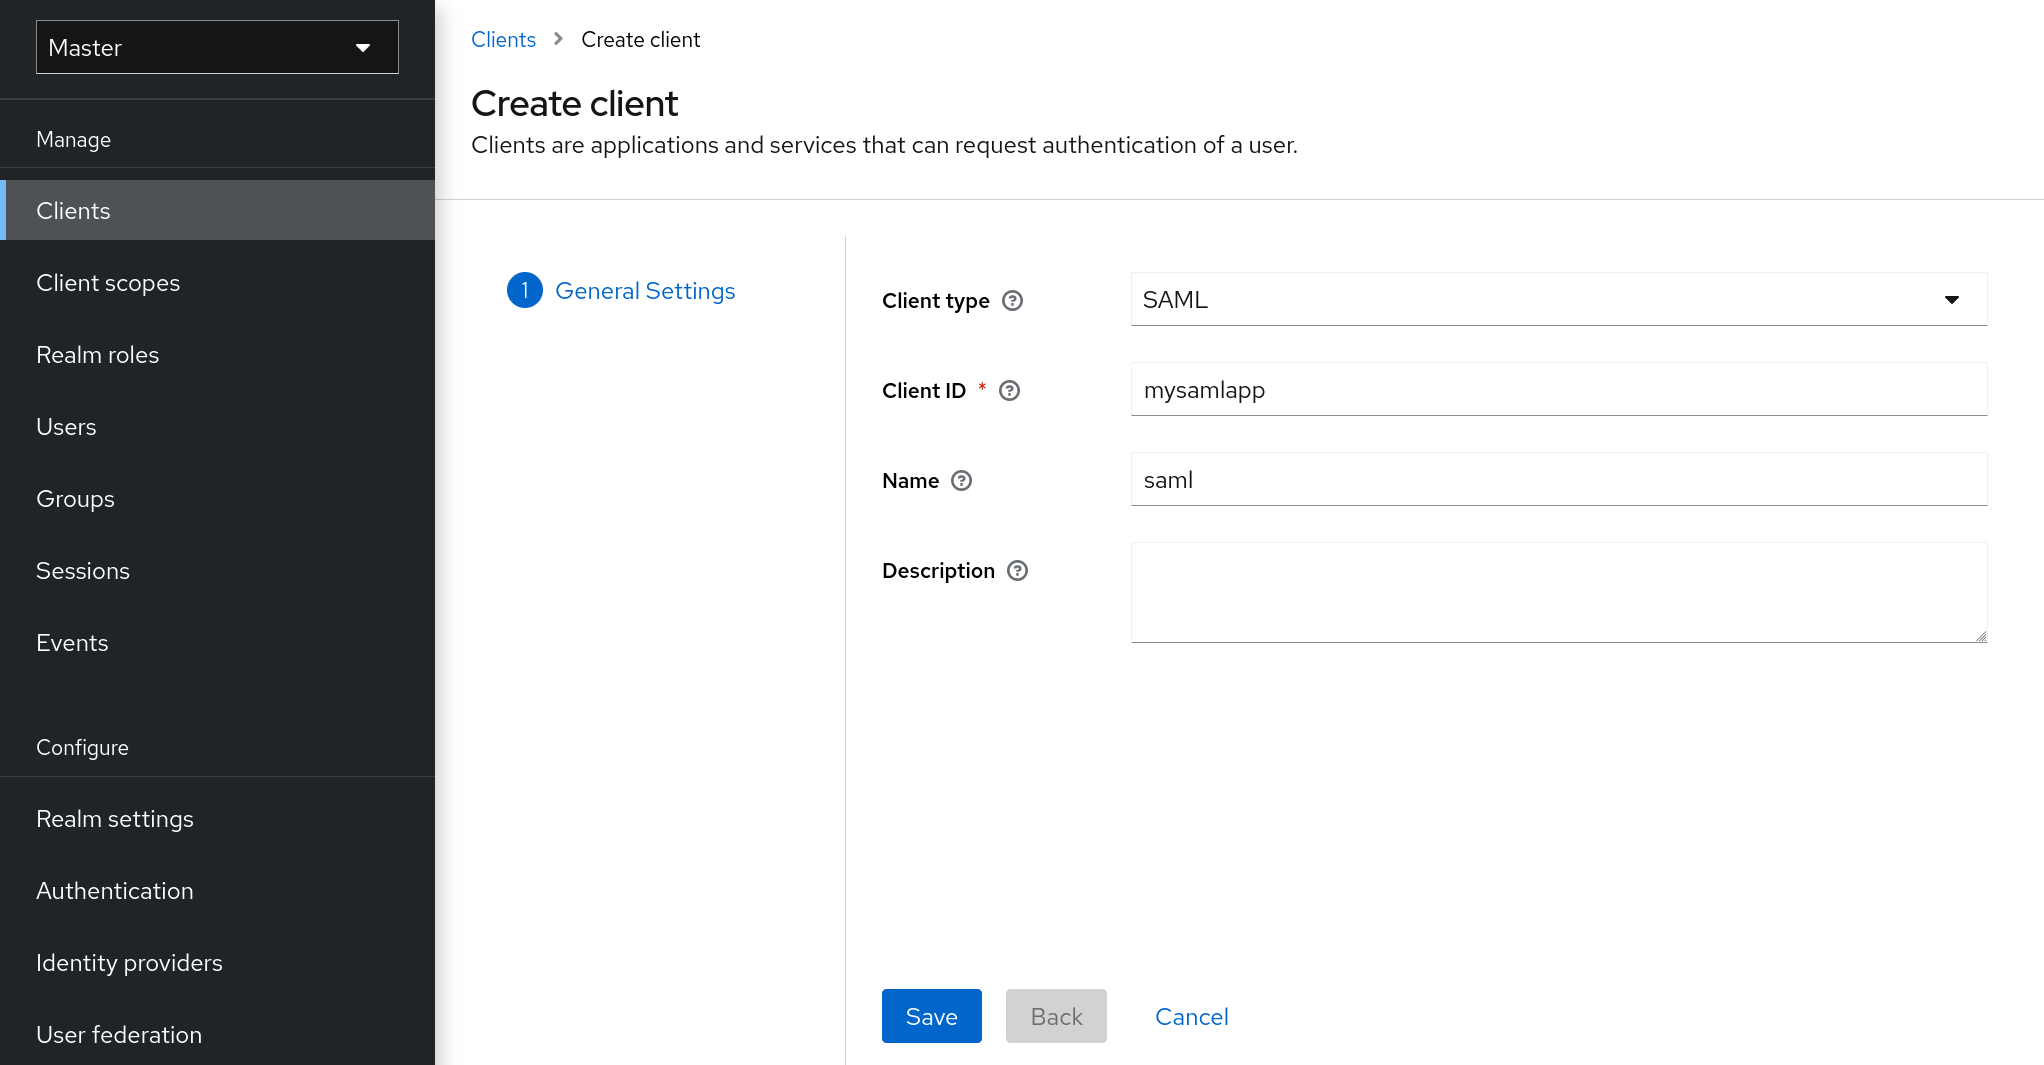 Master
Manage
Clients
Client scopes
Realm roles
Users
Groups
Sessions
Events
Configure
Realm settings
Authentication
Identity providers
User federation
Clients > Create client
Create client
Clients are applications and services that can request authentication of a user.
1 General Settings
Client type ? SAML
Client ID * ? mysamlapp
Name ? saml
Description ?
Save Back Cancel